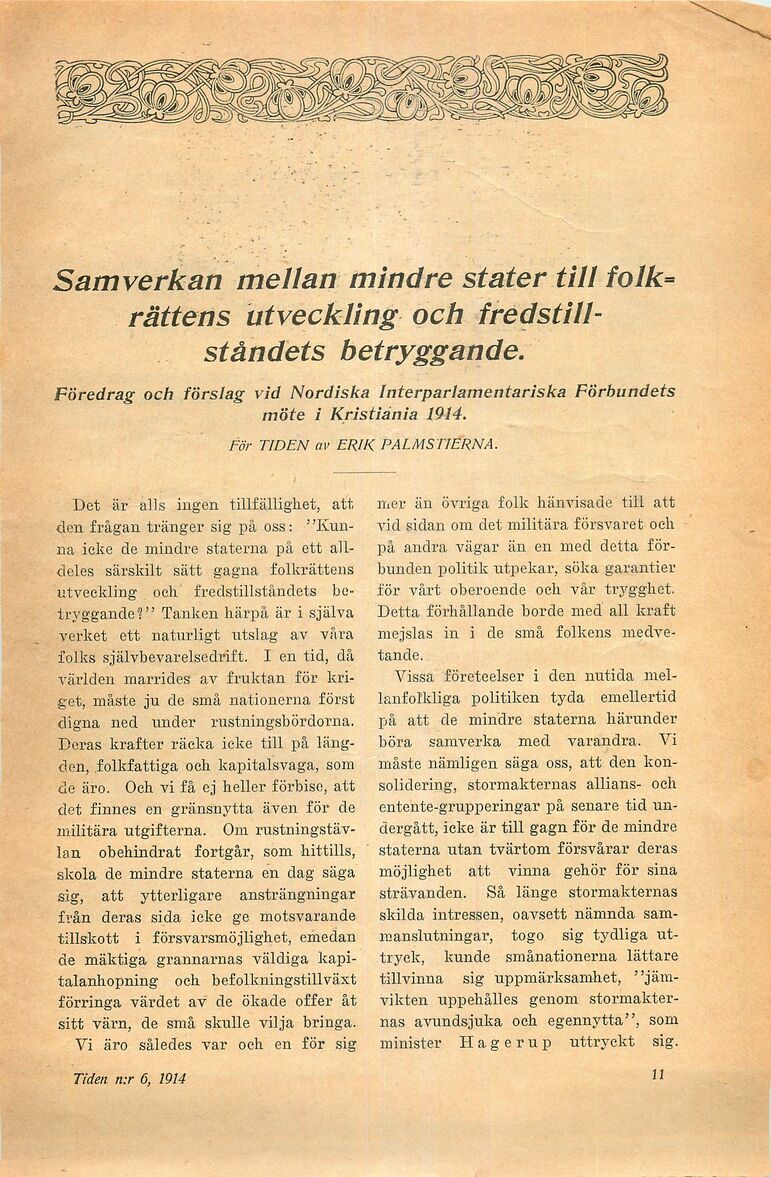 Samverkan mellan mindre stater till folk=
rättens utveckling och fredstill-
ståndets betryggande.
Föredrag och förslag vid Nordiska Interparlamentariska Förbundets
möte i Kristiania 1914.
För TIDEN av ERIK PALMSTIERNA.
Det är alls ingen tillfällighet, att
den frågan tränger sig på oss: ”Kun-
na icke de mindre staterna på ett all-
deles särskilt sätt gagna folkrättens
utveckling och fredstillståndets be-
tryggande?” Tanken härpå är i själva
verket ett naturligt utslag av våra
folks självbevarelsedrift. I en tid, då
världen marrides av fruktan för kri-
get, måste ju de små nationerna först
digna ned under rustningsbördorna.
Deras krafter räcka icke till på läng-
den, folkfattiga och kapitalsvaga, som
de äro. Och vi få ej heller förbise, att
det finnes en gränsnytta även för de
militära utgifterna. Om rustningstäv-
lan obehindrat fortgår, som hittills,
skola de mindre staterna en dag säga
sig, att ytterligare ansträngningar
från deras sida icke ge motsvarande
tillskott i försvarsmöjlighet, emedan
de mäktiga grannarnas väldiga kapi-
talanhopning och befolkningstillväxt
förringa värdet av de ökade offer åt
sitt värn, de små skulle vilja bringa.
Vi äro således var och en för sig
mer än övriga folk hänvisade till att
vid sidan om det militära försvaret och
på andra vägar än en med detta för-
bunden politik utpekar, söka garantier
för vårt oberoende och vår trygghet.
Detta förhållande borde med all kraft
mejslas in i de små folkens medve-
tande.
Vissa företeelser i den nutida mel-
lanfolkliga politiken tyda emellertid
på att de mindre staterna härunder
böra samverka med varandra. Vi
måste nämligen säga oss, att den kon-
solidering, stormakternas allians- och
entente-grupperingar på senare tid un-
dergått, icke är till gagn för de mindre
staterna utan tvärtom försvårar deras
möjlighet att vinna gehör för sina
strävanden. Så länge stormakternas
skilda intressen, oavsett nämnda sam-
manslutningar, togo sig tydliga ut-
tryck, kunde smånationerna lättare
tillvinna sig uppmärksamhet, ”jäm-
vikten uppehålles genom stormakter-
nas avundsjuka och egennytta”, som
minister Hagerup uttryckt sig.
Tiden n:r 6, 1914
11